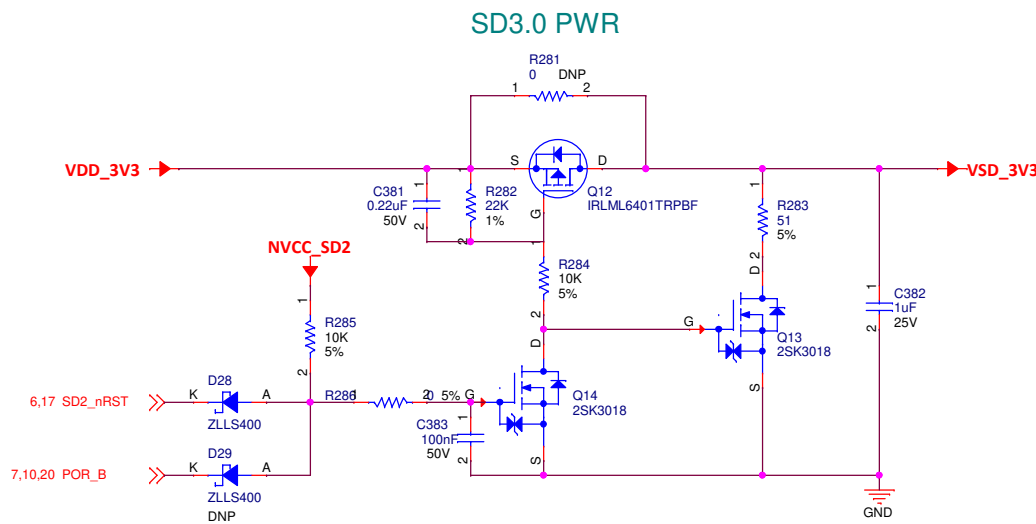 SD3.0 PWR
R281
0 DNP
1 2
VDD_3V3
S D
VSD_3V3
1
C381
0.22uF
50V
2
1
R282
22K
1%
2
Q12
IRLML6401TRPBF
G
1
R283
51
5%
2
NVCC_SD2
1
R284
10K
5%
2
D
G
Q13
2SK3018
S
1
C382
1uF
25V
2
1
R285
10K
5%
2
D28
K A
ZLLS400
6,17 SD2_nRST
R286
1 2
0 5%
G
D
Q14
2SK3018
S
1
C383
100nF
50V
2
7,10,20 POR_B
K A
D29
ZLLS400
DNP
GND